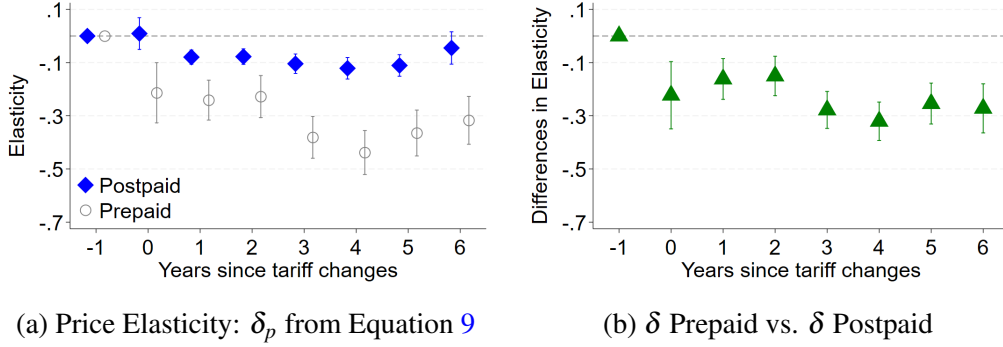 .1
-.1
-.3
-.5
-.7
Elasticity
Postpaid
Prepaid
-1 0 1 2 3 4 5 6
Years since tariff changes
(a) Price Elasticity: δp from Equation 9
.1
-.1
-.3
-.5
-.7
Differences in Elasticity
-1 0 1 2 3 4 5 6
Years since tariff changes
(b) δ Prepaid vs. δ Postpaid